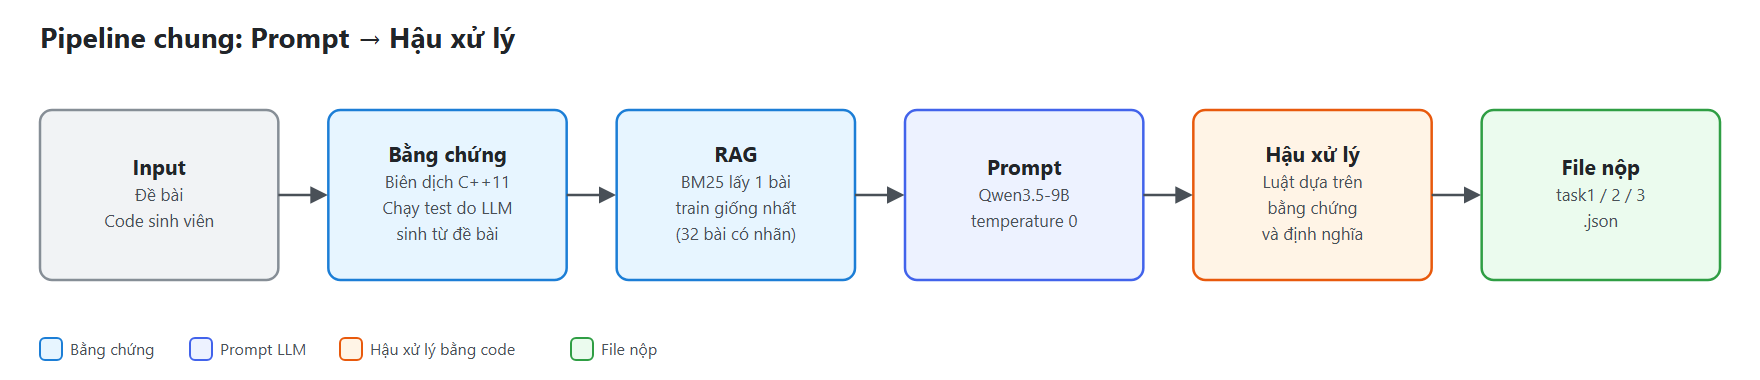 Pipeline chung: Prompt → Hậu xử lý
Input
Đề bài
Code sinh viên
Bằng chứng
Biên dịch C++11
Chạy test do LLM
sinh từ đề bài
RAG
BM25 lấy 1 bài
train giống nhất
(32 bài có nhãn)
Prompt
Qwen3.5-9B
temperature 0
Hậu xử lý
Luật dựa trên
bằng chứng
và định nghĩa
File nộp
task1 / 2 / 3
.json
Bằng chứng
Prompt LLM
Hậu xử lý bằng code
File nộp